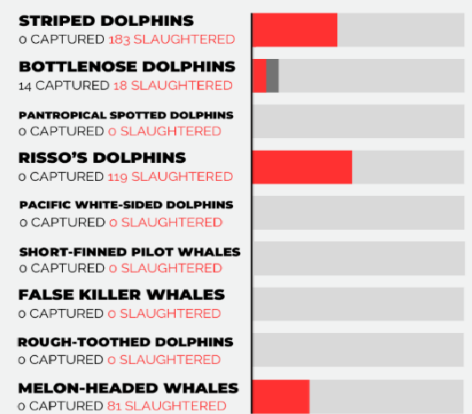 STRIPED DOLPHINS
0 CAPTURED 183 SLAUGHTERED
BOTTLENOSE DOLPHINS
14 CAPTURED 18 SLAUGHTERED
PANTROPICAL SPOTTED DOLPHINS
0 CAPTURED 0 SLAUGHTERED
RISSO'S DOLPHINS
0 CAPTURED 119 SLAUGHTERED
PACIFIC WHITE-SIDED DOLPHINS
0 CAPTURED 0 SLAUGHTERED
SHORT-FINNED PILOT WHALES
0 CAPTURED 0 SLAUGHTERED
FALSE KILLER WHALES
0 CAPTURED 0 SLAUGHTERED
ROUGH-TOOTHED DOLPHINS
0 CAPTURED 0 SLAUGHTERED
MELON-HEADED WHALES
0 CAPTURED 81 SLAUGHTERED